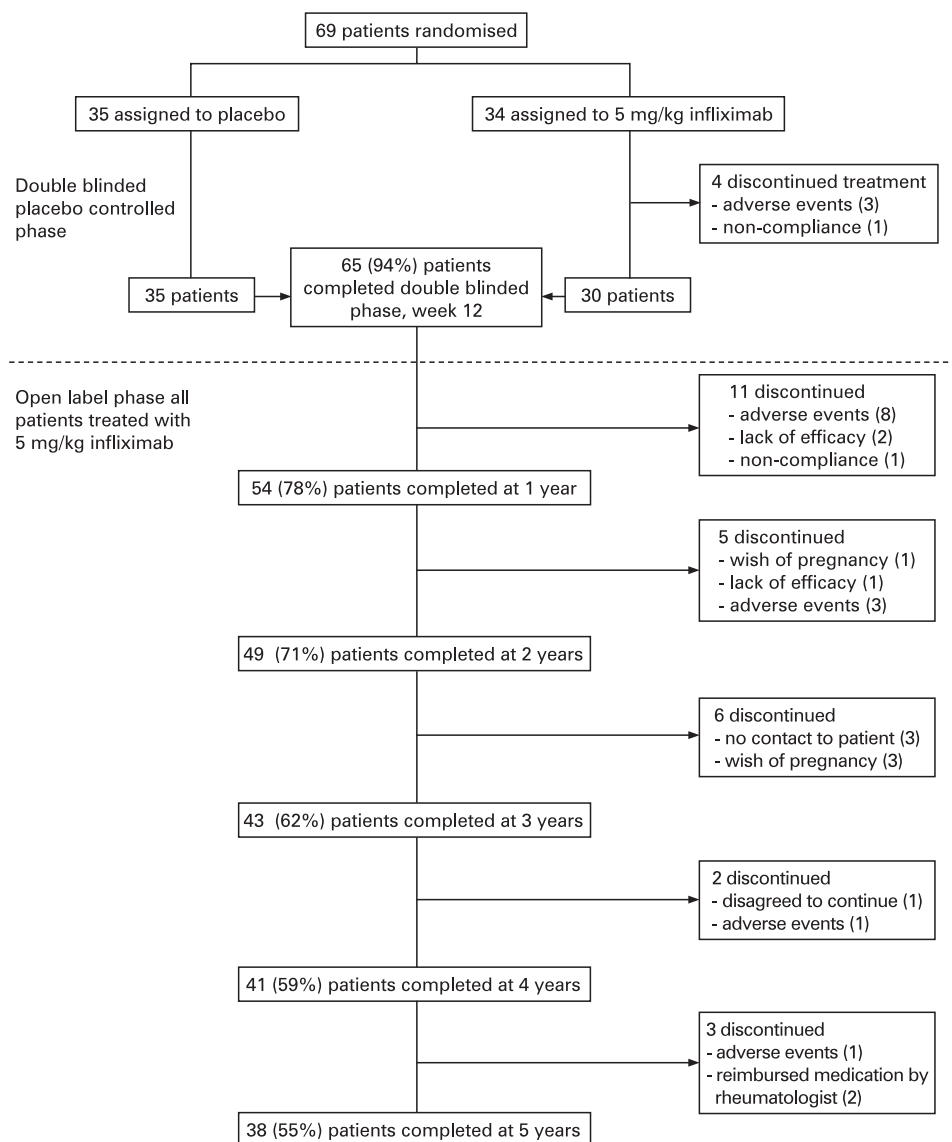 69 patients randomised
35 assigned to placebo
34 assigned to 5 mg/kg infliximab
Double blinded
placebo controlled
phase
4 discontinued treatment
- adverse events (3)
- non-compliance (1)
35 patients
65 (94%) patients
completed double blinded
phase, week 12
30 patients
Open label phase all
patients treated with
5 mg/kg infliximab
11 discontinued
- adverse events (8)
- lack of efficacy (2)
- non-compliance (1)
54 (78%) patients completed at 1 year
5 discontinued
- wish of pregnancy (1)
- lack of efficacy (1)
- adverse events (3)
49 (71%) patients completed at 2 years
6 discontinued
- no contact to patient (3)
- wish of pregnancy (3)
43 (62%) patients completed at 3 years
2 discontinued
- disagreed to continue (1)
- adverse events (1)
41 (59%) patients completed at 4 years
3 discontinued
- adverse events (1)
- reimbursed medication by
rheumatologist (2)
38 (55%) patients completed at 5 years